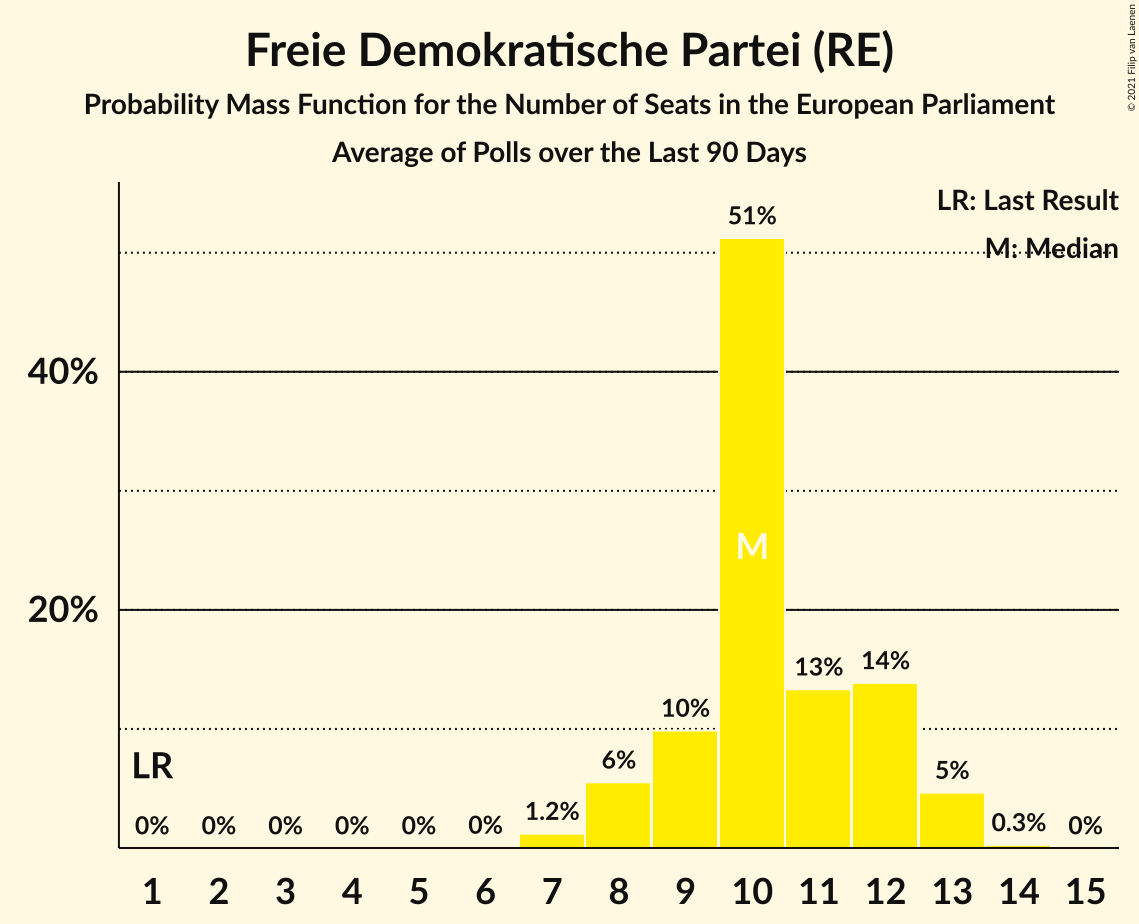 Freie Demokratische Partei (RE)
Probability Mass Function for the Number of Seats in the European Parliament
Average of Polls over the Last 90 Days
© 2021 Filip van Laenen
LR: Last Result
M: Median
51%
40%
M
20%
14%
13%
10%
LR
6%
5%
1.2%
0% 0% 0% 0% 0% 0% 0.3% 0%
1 2 3 4 5 6 7 8 9 10 11 12 13 14 15